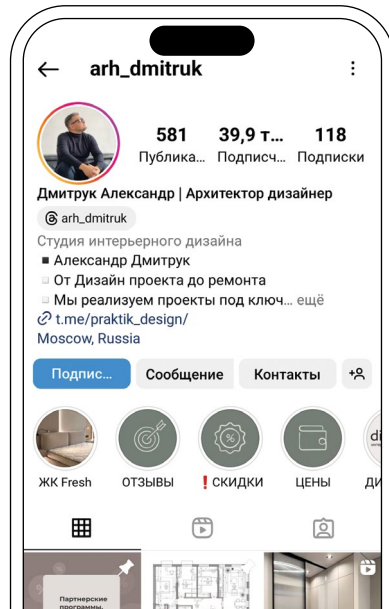 arh_dmitruk
581 39,9 т... 118
Публика... Подписч... Подписки
Дмитрук Александр | Архитектор дизайнер
arh_dmitruk
Студия интерьерного дизайна
▪ Александр Дмитрук
▫ От Дизайн проекта до ремонта
▫ Мы реализуем проекты под ключ... ещё
t.me/praktik_design/
Moscow, Russia
Подпис... Сообщение Контакты
%
di
ЖК Fresh ОТЗЫВЫ ❗СКИДКИ ЦЕНЫ ДИ
Партнерские
программы.